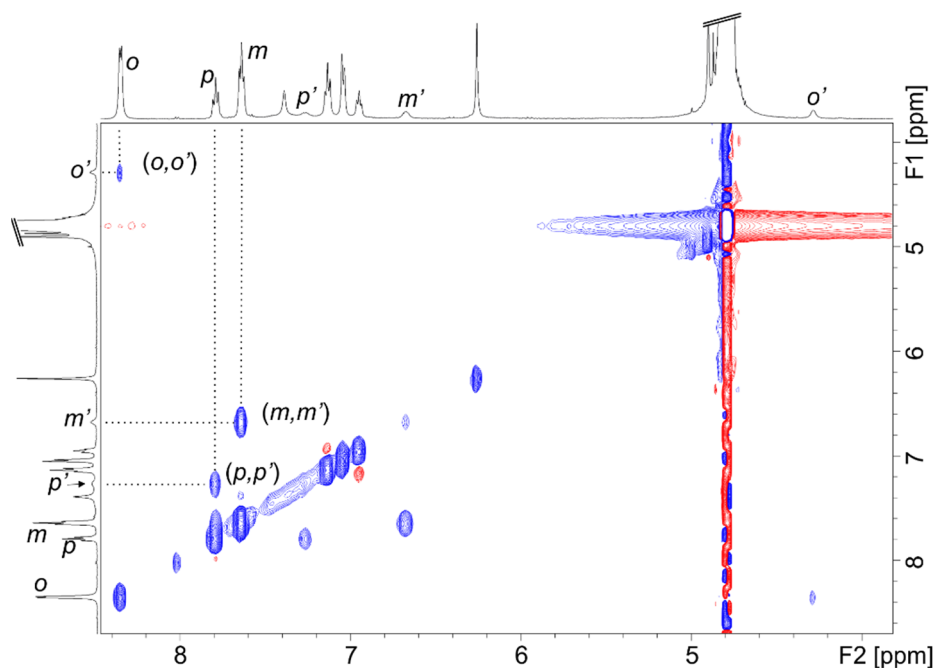 o
p
m
p'
m'
o'
o'
(o,o')
F1 [ppm]
5
6
m'
(m,m')
7
p'
(p,p')
m
p
8
o
8
7
6
5
F2 [ppm]